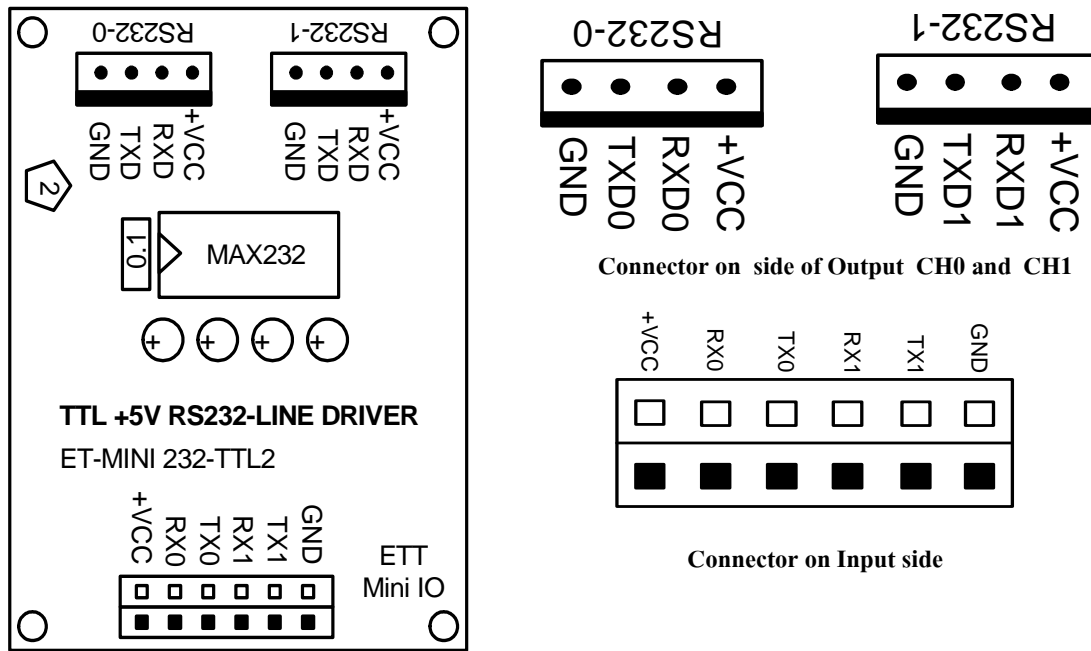 RS232-0
RS232-1
GND
TXD
RXD
+VCC
GND
TXD
RXD
+VCC
2
0.1
MAX232
+
+
+
+
TTL +5V RS232-LINE DRIVER
ET-MINI 232-TTL2
+VCC
RX0
TX0
RX1
TX1
GND
ETT
Mini IO
RS232-0
RS232-1
GND
TXD0
RXD0
+VCC
GND
TXD1
RXD1
+VCC
Connector on side of Output CH0 and CH1
+VCC
RX0
TX0
RX1
TX1
GND
Connector on Input side